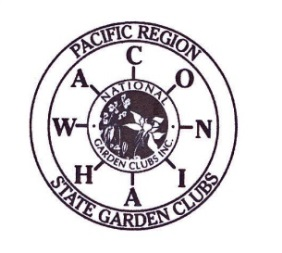 PACIFIC REGION
C
O
N
I
A
H
W
A
NATIONAL
GARDEN CLUBS INC.
STATE GARDEN CLUBS